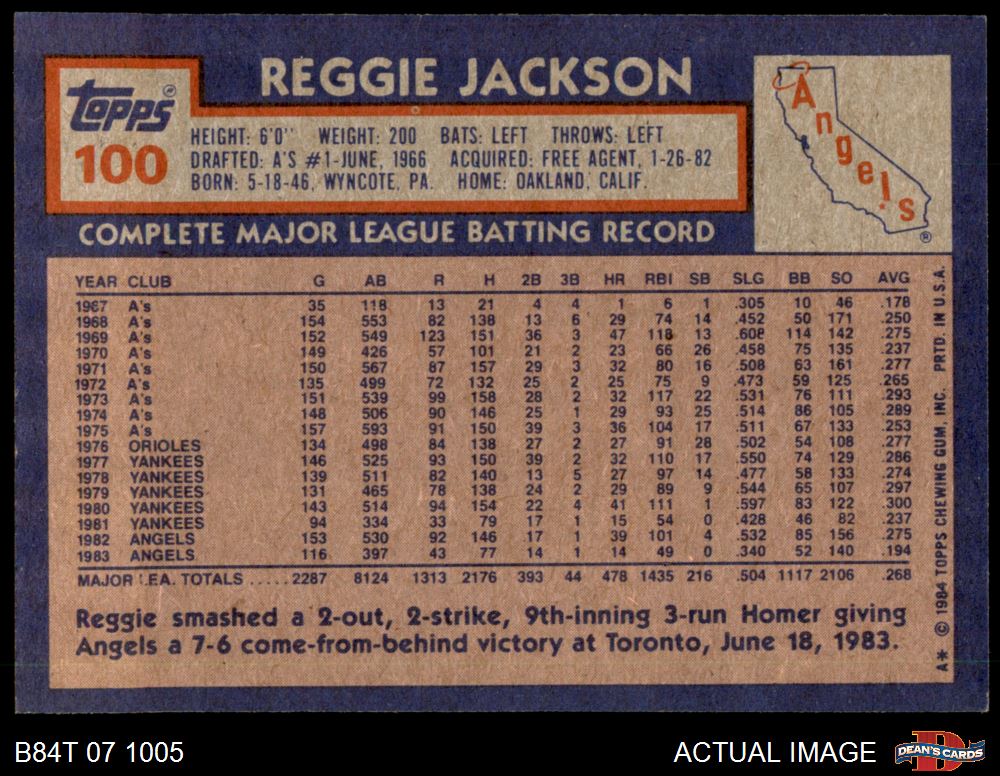 REGGIE JACKSON
TOPPS®
100
HEIGHT: 6'0" WEIGHT: 200 BATS: LEFT THROWS: LEFT
DRAFTED: A'S #1-JUNE, 1966 ACQUIRED: FREE AGENT, 1-26-82
BORN: 5-18-46, WYNCOTE, PA. HOME: OAKLAND, CALIF.
Angels
®
COMPLETE MAJOR LEAGUE BATTING RECORD
YEAR CLUB G AB R H 2B 3B HR RBI SB SLG BB SO AVG
1967 A's 35 118 13 21 4 4 1 6 1 .305 10 46 .178
1968 A's 154 553 82 138 13 6 29 74 14 .452 50 171 .250
1969 A's 152 549 123 151 36 3 47 118 13 .608 114 142 .275
1970 A's 149 426 57 101 21 2 23 66 26 .458 75 135 .237
1971 A's 150 567 87 157 29 3 32 80 16 .508 63 161 .277
1972 A's 135 499 72 132 25 2 25 75 9 .473 59 125 .265
1973 A's 151 539 99 158 28 2 32 117 22 .531 76 111 .293
1974 A's 148 506 90 146 25 1 29 93 25 .514 86 105 .289
1975 A's 157 593 91 150 39 3 36 104 17 .511 67 133 .253
1976 ORIOLES 134 498 84 138 27 2 27 91 28 .502 54 108 .277
1977 YANKEES 146 525 93 150 39 2 32 110 17 .550 74 129 .286
1978 YANKEES 139 511 82 140 13 5 27 97 14 .477 58 133 .274
1979 YANKEES 131 465 78 138 24 2 29 89 9 .544 65 107 .297
1980 YANKEES 143 514 94 154 22 4 41 111 1 .597 83 122 .300
1981 YANKEES 94 334 33 79 17 1 15 54 0 .428 46 82 .237
1982 ANGELS 153 530 92 146 17 1 39 101 4 .532 85 156 .275
1983 ANGELS 116 397 43 77 14 1 14 49 0 .340 52 140 .194
MAJOR LEA. TOTALS ..... 2287 8124 1313 2176 393 44 478 1435 216 .504 1117 2106 .268
Reggie smashed a 2-out, 2-strike, 9th-inning 3-run Homer giving
Angels a 7-6 come-from-behind victory at Toronto, June 18, 1983.
A* © 1984 TOPPS CHEWING GUM, INC. PRTD. IN U.S.A.
B84T 07 1005
ACTUAL IMAGE
DEAN'S CARDS